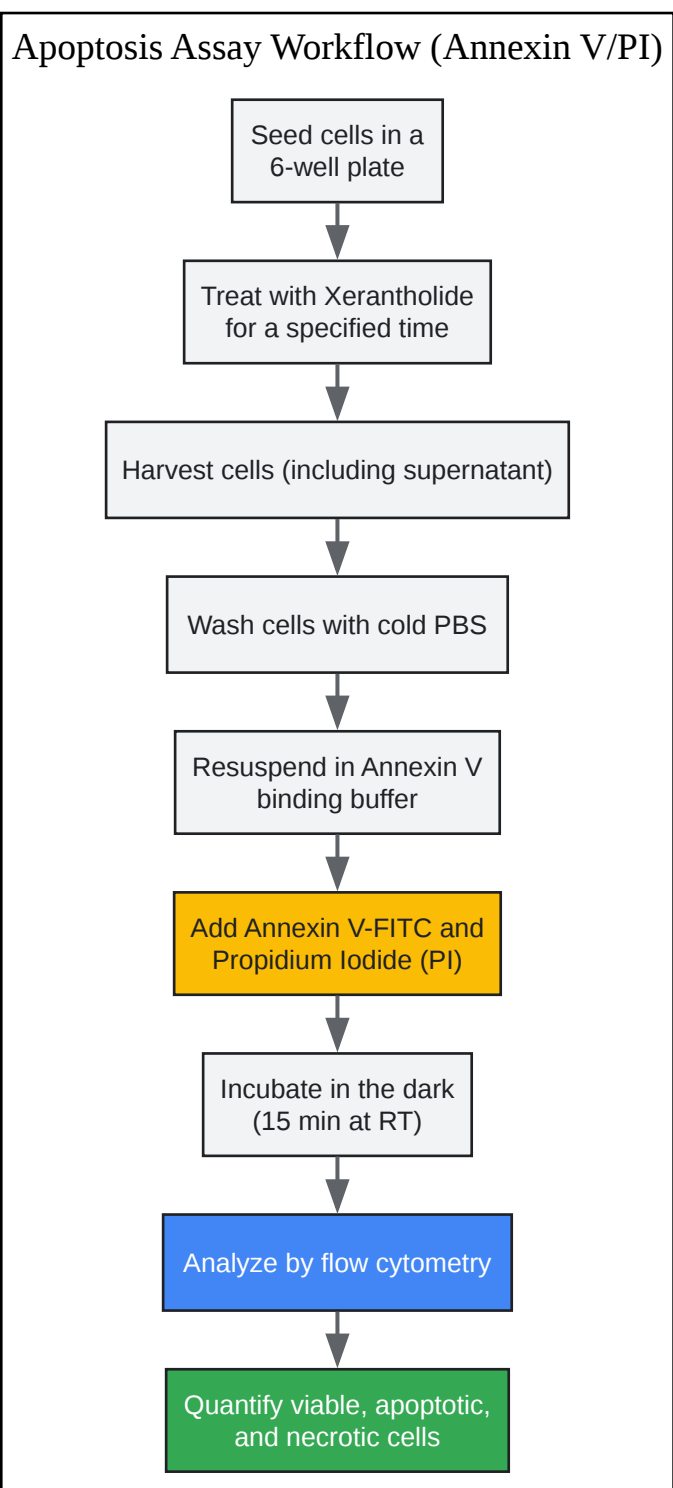 Apoptosis Assay Workflow (Annexin V/PI)
Seed cells in a
6-well plate
Treat with Xerantholide
for a specified time
Harvest cells (including supernatant)
Wash cells with cold PBS
Resuspend in Annexin V
binding buffer
Add Annexin V-FITC and
Propidium Iodide (PI)
Incubate in the dark
(15 min at RT)
Analyze by flow cytometry
Quantify viable, apoptotic,
and necrotic cells